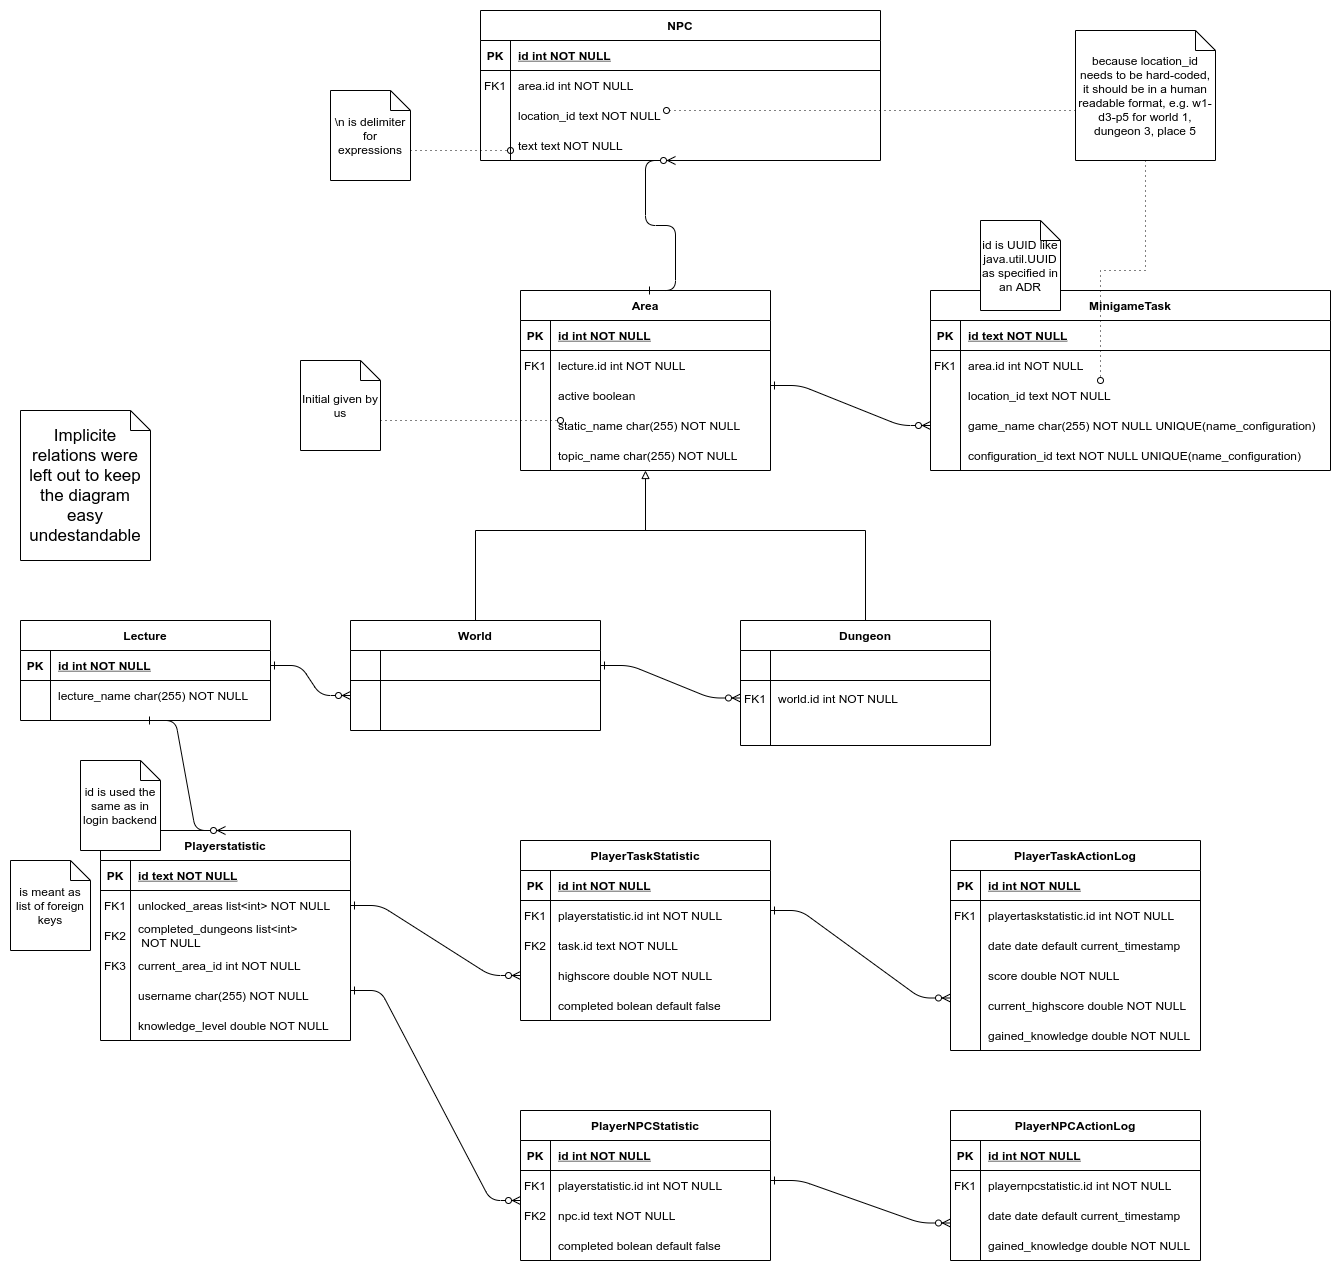 NPC
PK id int NOT NULL
FK1 area.id int NOT NULL
location_id text NOT NULL
text text NOT NULL
\n is delimiter
for
expressions
because location_id
needs to be hard-coded,
it should be in a human
readable format, e.g. w1-
d3-p5 for world 1,
dungeon 3, place 5
id is UUID like
java.util.UUID
as specified in
an ADR
Area
PK id int NOT NULL
FK1 lecture.id int NOT NULL
active boolean
static_name char(255) NOT NULL
topic_name char(255) NOT NULL
MinigameTask
PK id text NOT NULL
FK1 area.id int NOT NULL
location_id text NOT NULL
game_name char(255) NOT NULL UNIQUE(name_configuration)
configuration_id text NOT NULL UNIQUE(name_configuration)
Initial given by
us
Implicite
relations were
left out to keep
the diagram
easy
undestandable
Lecture
PK id int NOT NULL
lecture_name char(255) NOT NULL
World
Dungeon
FK1 world.id int NOT NULL
id is used the
same as in
login backend
is meant as
list of foreign
keys
Playerstatistic
PK id text NOT NULL
FK1 unlocked_areas list<int> NOT NULL
FK2 completed_dungeons list<int>
NOT NULL
FK3 current_area_id int NOT NULL
username char(255) NOT NULL
knowledge_level double NOT NULL
PlayerTaskStatistic
PK id int NOT NULL
FK1 playerstatistic.id int NOT NULL
FK2 task.id text NOT NULL
highscore double NOT NULL
completed bolean default false
PlayerTaskActionLog
PK id int NOT NULL
FK1 playertaskstatistic.id int NOT NULL
date date default current_timestamp
score double NOT NULL
current_highscore double NOT NULL
gained_knowledge double NOT NULL
PlayerNPCStatistic
PK id int NOT NULL
FK1 playerstatistic.id int NOT NULL
FK2 npc.id text NOT NULL
completed bolean default false
PlayerNPCActionLog
PK id int NOT NULL
FK1 playernpcstatistic.id int NOT NULL
date date default current_timestamp
gained_knowledge double NOT NULL